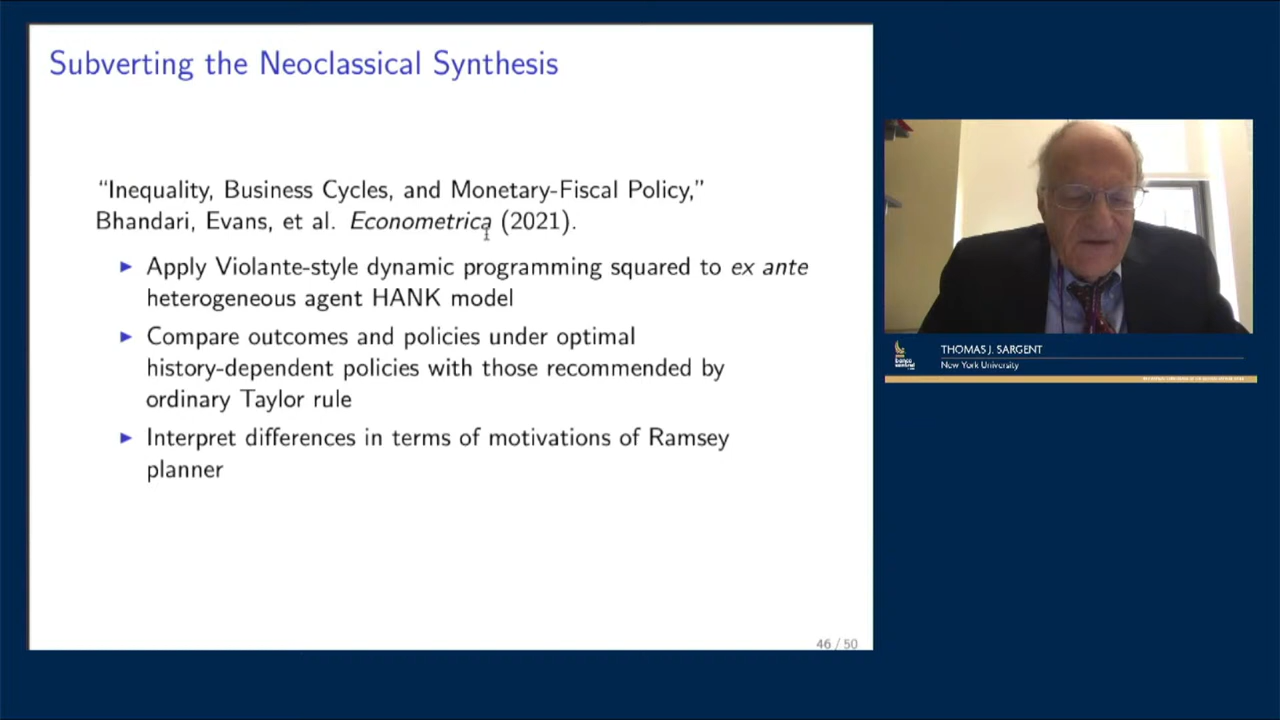 Subverting the Neoclassical Synthesis
“Inequality, Business Cycles, and Monetary-Fiscal Policy,”
Bhandari, Evans, et al. Econometrica (2021).
▶ Apply Violante-style dynamic programming squared to ex ante
heterogeneous agent HANK model
▶ Compare outcomes and policies under optimal
history-dependent policies with those recommended by
ordinary Taylor rule
▶ Interpret differences in terms of motivations of Ramsey
planner
46 / 50
THOMAS J. SARGENT
New York University